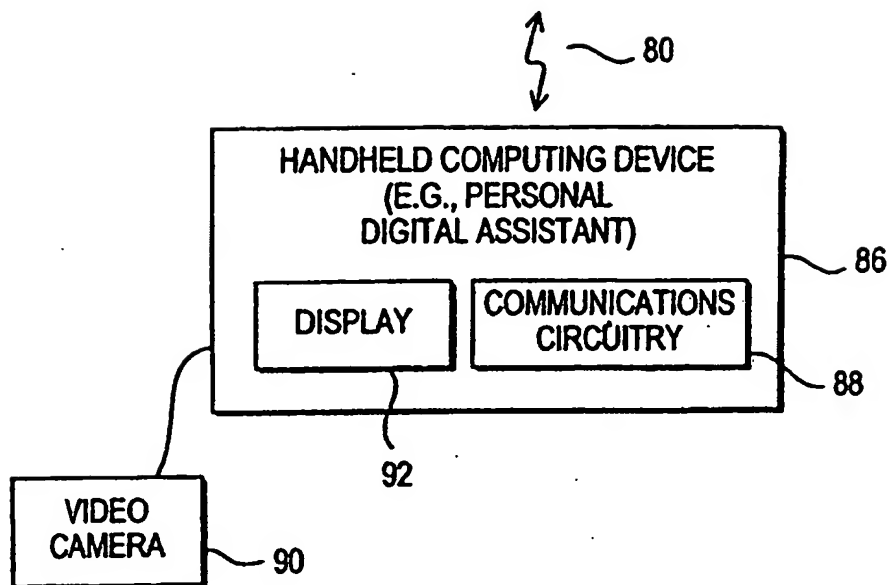 80
HANDHELD COMPUTING DEVICE
(E.G., PERSONAL
DIGITAL ASSISTANT)
86
DISPLAY
COMMUNICATIONS
CIRCUITRY
88
92
VIDEO
CAMERA
90